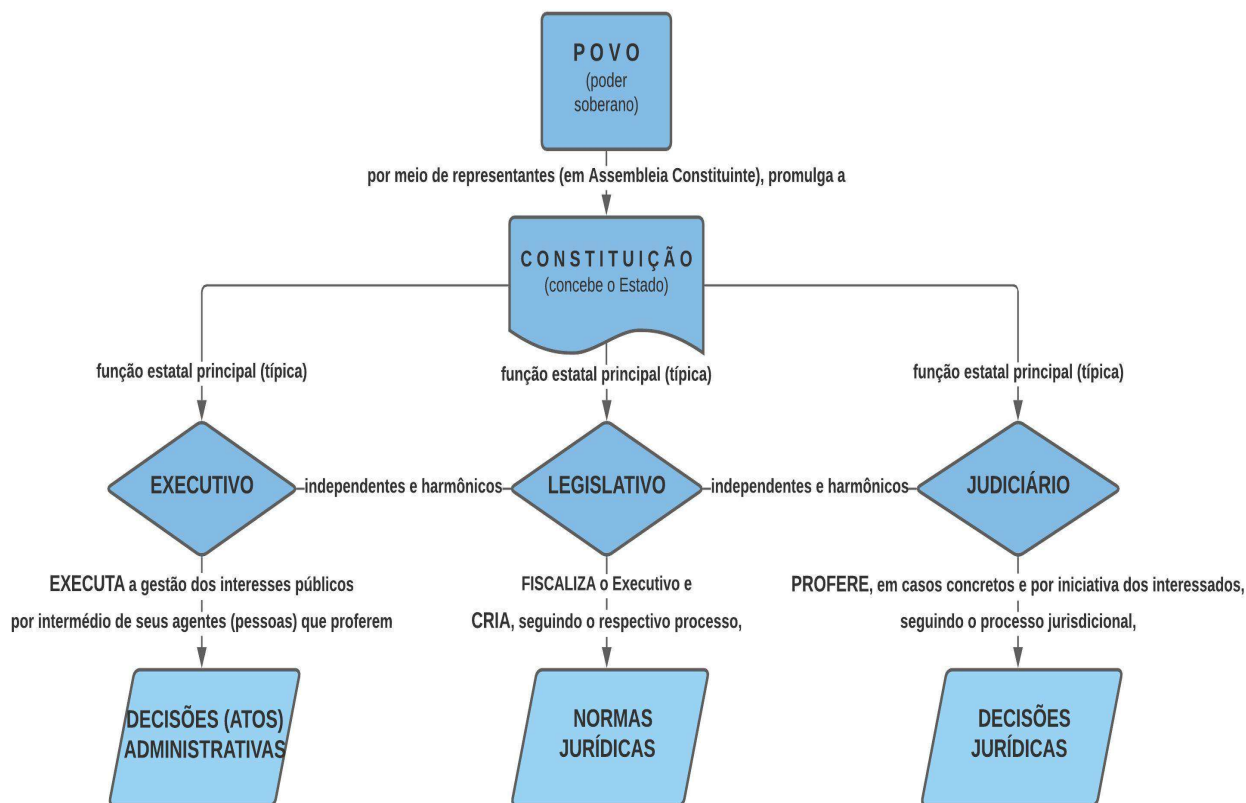 POVO
(poder
soberano)
por meio de representantes (em Assembleia Constituinte), promulga a
CONSTITUIÇÃO
(concebe o Estado)
função estatal principal (típica)
função estatal principal (típica)
função estatal principal (típica)
EXECUTIVO
independentes e harmônicos
LEGISLATIVO
independentes e harmônicos
JUDICIÁRIO
EXECUTA a gestão dos interesses públicos
por intermédio de seus agentes (pessoas) que proferem
FISCALIZA o Executivo e
CRIA, seguindo o respectivo processo,
PROFERE, em casos concretos e por iniciativa dos interessados,
seguindo o processo jurisdicional,
DECISÕES (ATOS)
ADMINISTRATIVAS
NORMAS
JURÍDICAS
DECISÕES
JURÍDICAS